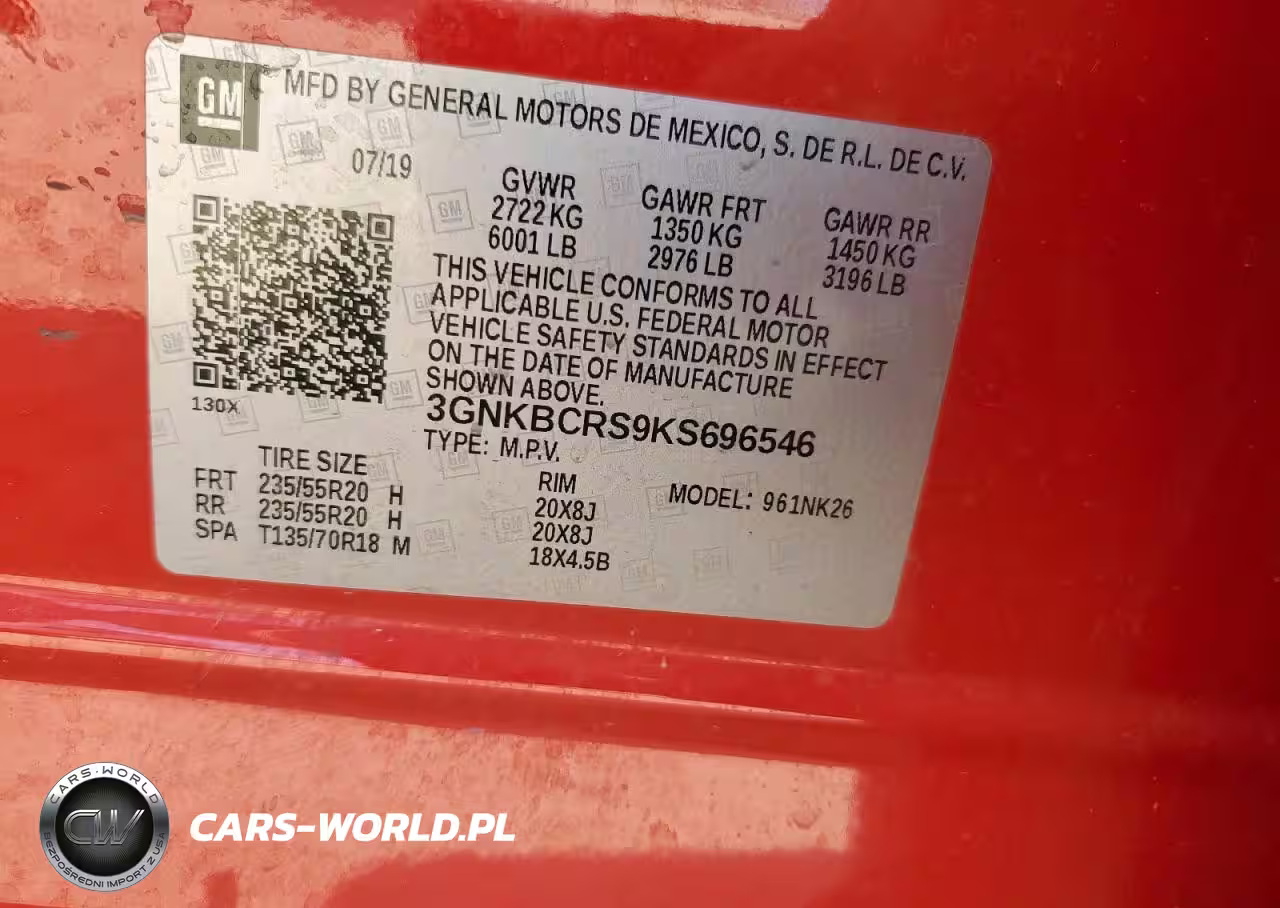 GM
MFD BY GENERAL MOTORS DE MEXICO, S. DE R.L. DE C.V.
07/19
GVWR
2722 KG
6001 LB
GAWR FRT
1350 KG
2976 LB
GAWR RR
1450 KG
3196 LB
THIS VEHICLE CONFORMS TO ALL
APPLICABLE U.S. FEDERAL MOTOR
VEHICLE SAFETY STANDARDS IN EFFECT
ON THE DATE OF MANUFACTURE
SHOWN ABOVE.
130X
3GNKBCRS9KS696546
TYPE: M.P.V.
TIRE SIZE
RIM
MODEL: 961NK26
FRT 235/55R20 H 20X8J
RR 235/55R20 H 20X8J
SPA T135/70R18 M 18X4.5B
CARS-WORLD
CW
BEZPOŚREDNI IMPORT Z USA
CARS-WORLD.PL